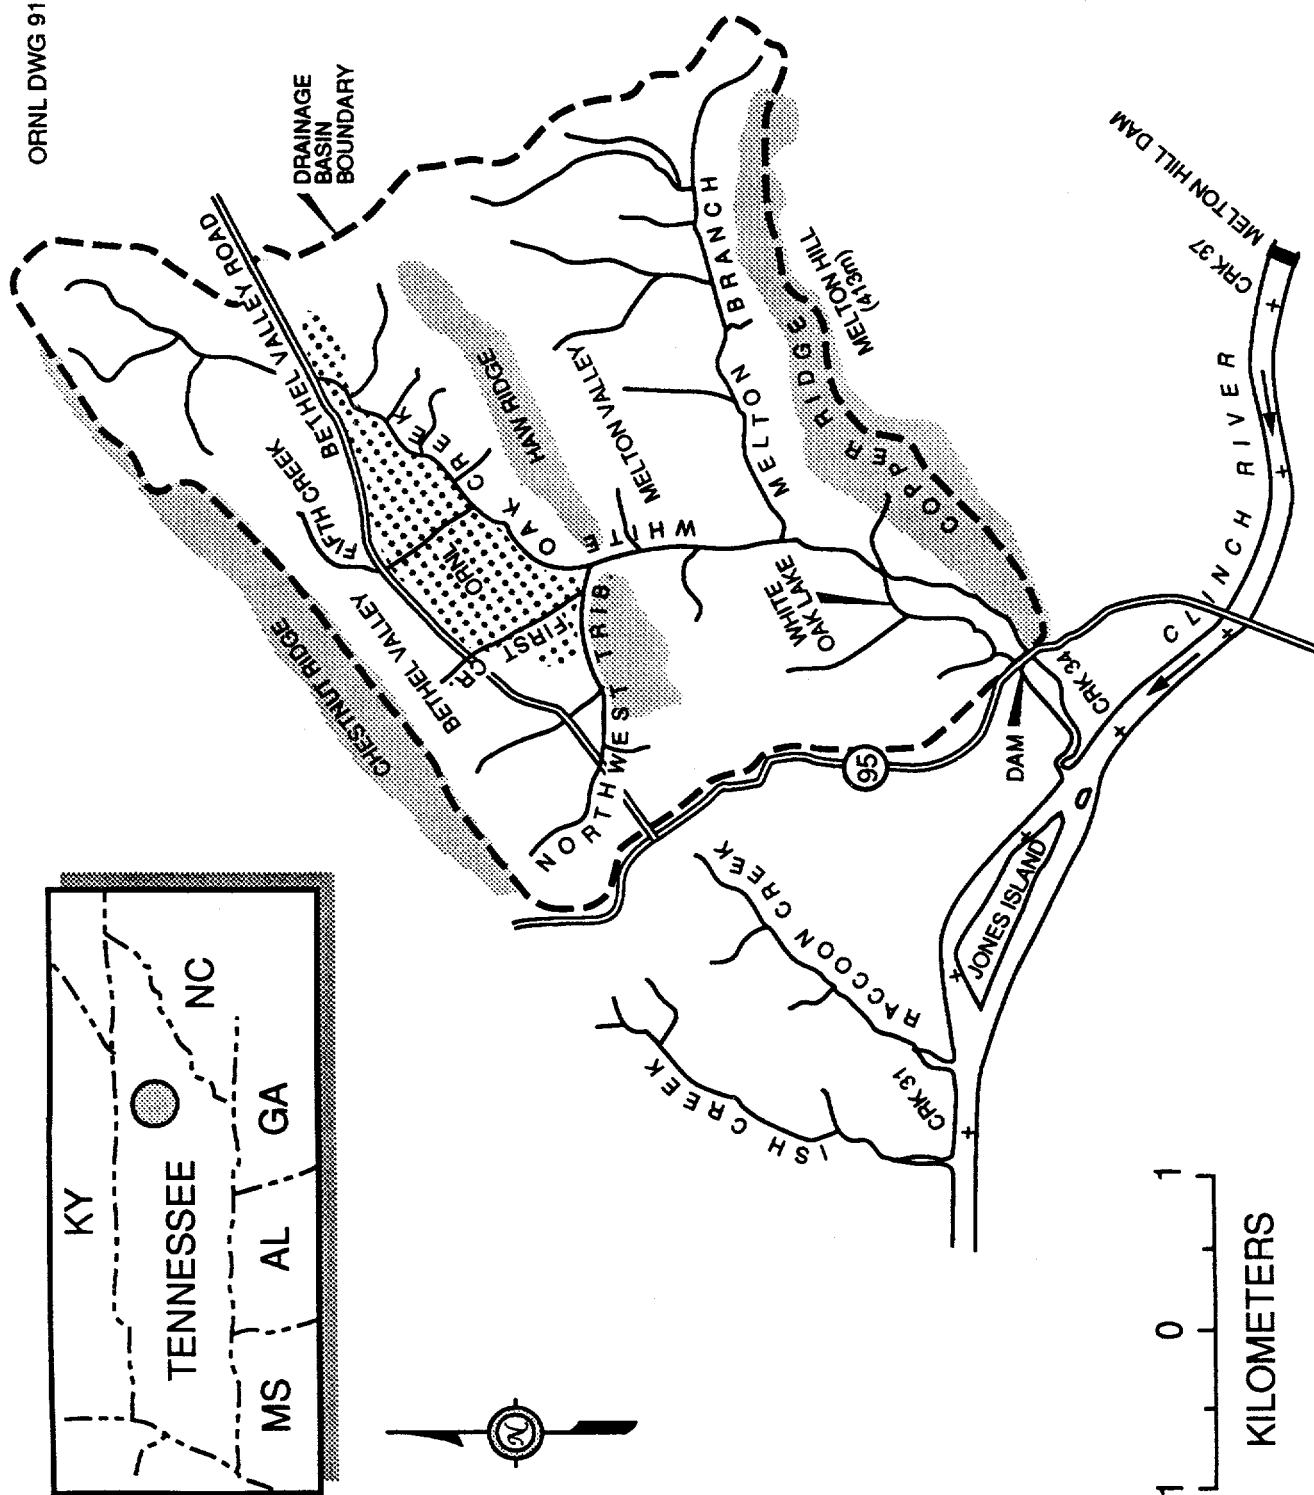 ORNL DWG 91
KY
TENNESSEE
NC
MS
AL
GA
N
DRAINAGE
BASIN
BOUNDARY
BETHEL VALLEY ROAD
CHESTNUT RIDGE
BETHEL VALLEY
FIFTH CREEK
ORNL
FIRST
CR.
WHITE OAK CREEK
HAW RIDGE
MELTON VALLEY
NORTHWEST TRIB.
MELTON BRANCH
COPPER RIDGE
MELTON HILL
(413m)
WHITE
OAK LAKE
95
DAM
CRK 34
CLINCH RIVER
CRK 37
MELTON HILL DAM
JONES ISLAND
RACCOON CREEK
ISH CREEK
CRK 31
1 0 1
KILOMETERS